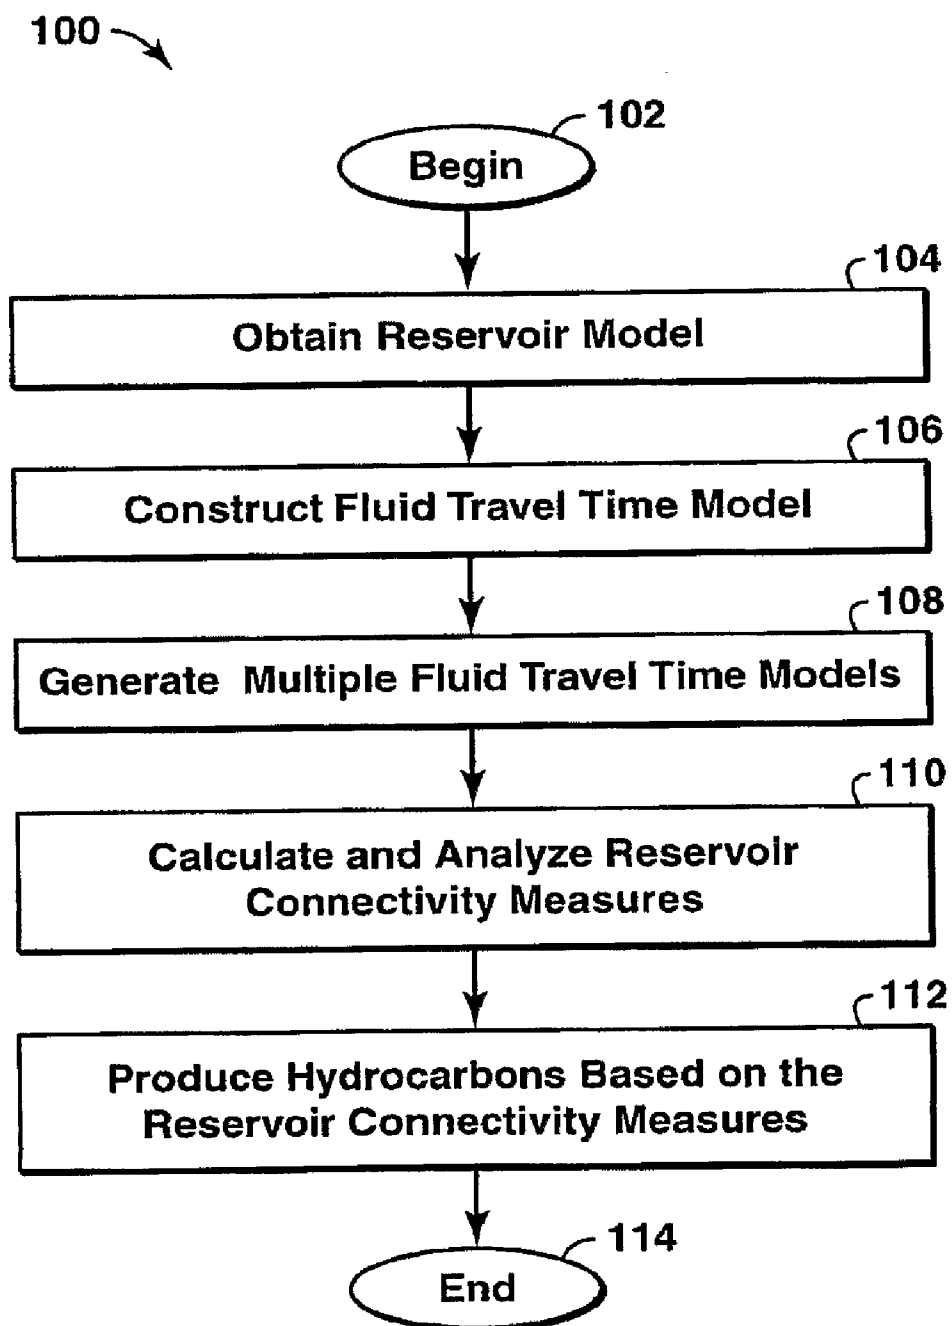 100
102
Begin
104
Obtain Reservoir Model
106
Construct Fluid Travel Time Model
108
Generate Multiple Fluid Travel Time Models
110
Calculate and Analyze Reservoir
Connectivity Measures
112
Produce Hydrocarbons Based on the
Reservoir Connectivity Measures
114
End